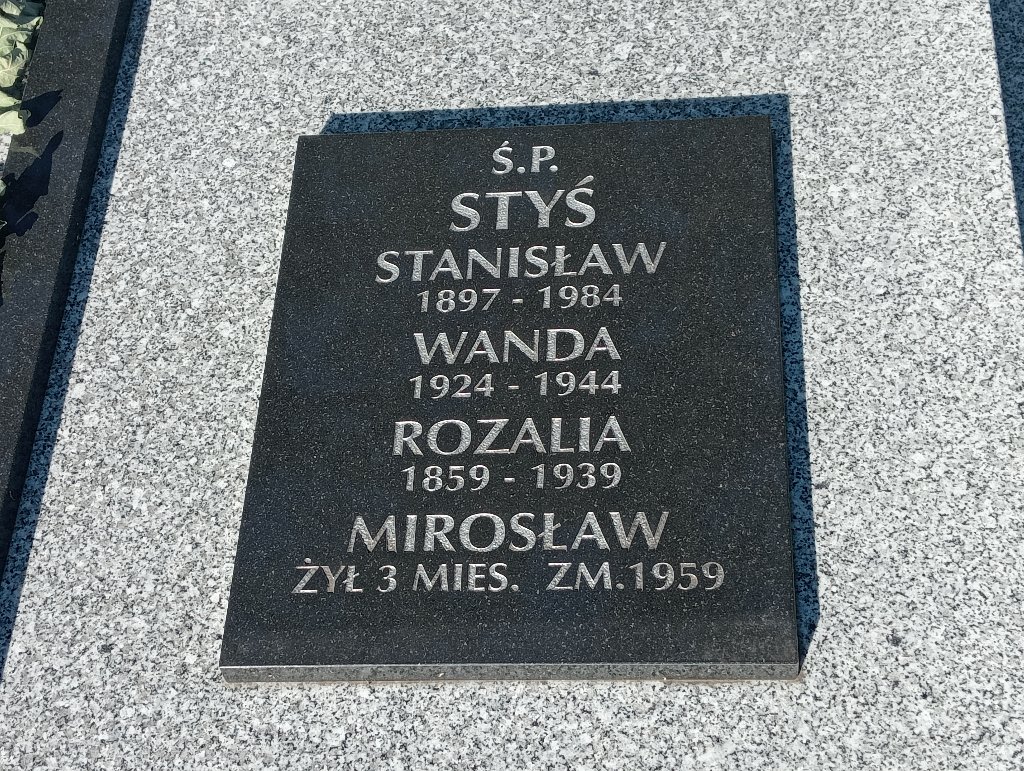 Ś.P.
STYŚ
STANISŁAW
1897 - 1984
WANDA
1924 - 1944
ROZALIA
1859 - 1939
MIROSŁAW
ŻYŁ 3 MIES. ZM.1959